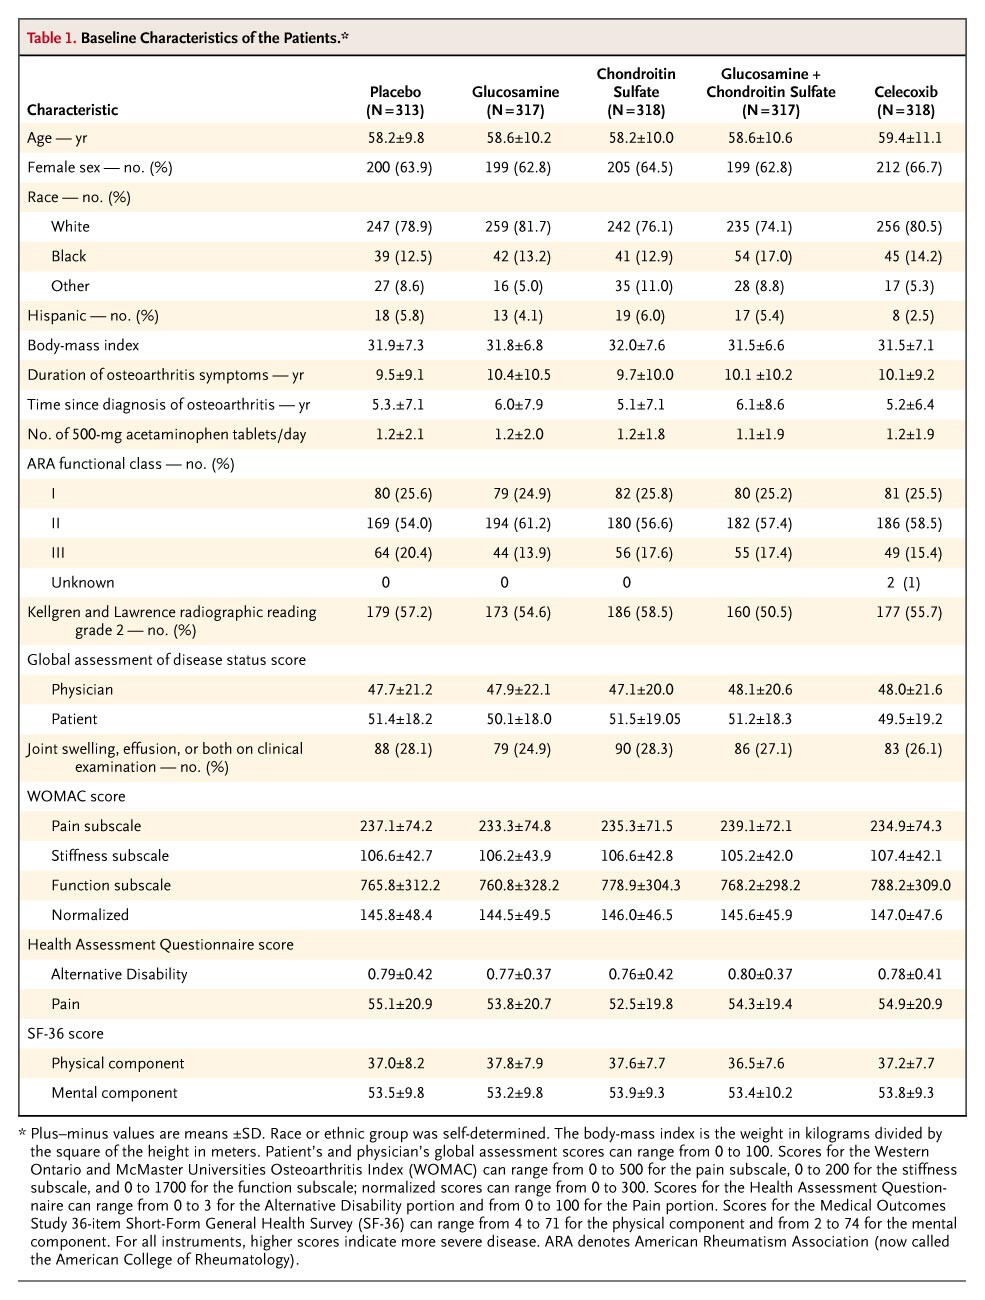 Table 1. Baseline Characteristics of the Patients.*
Characteristic Placebo (N=313) Glucosamine (N=317) Chondroitin Sulfate (N=318) Glucosamine + Chondroitin Sulfate (N=317) Celecoxib (N=318)
Age — yr 58.2±9.8 58.6±10.2 58.2±10.0 58.6±10.6 59.4±11.1
Female sex — no. (%) 200 (63.9) 199 (62.8) 205 (64.5) 199 (62.8) 212 (66.7)
Race — no. (%)
White 247 (78.9) 259 (81.7) 242 (76.1) 235 (74.1) 256 (80.5)
Black 39 (12.5) 42 (13.2) 41 (12.9) 54 (17.0) 45 (14.2)
Other 27 (8.6) 16 (5.0) 35 (11.0) 28 (8.8) 17 (5.3)
Hispanic — no. (%) 18 (5.8) 13 (4.1) 19 (6.0) 17 (5.4) 8 (2.5)
Body-mass index 31.9±7.3 31.8±6.8 32.0±7.6 31.5±6.6 31.5±7.1
Duration of osteoarthritis symptoms — yr 9.5±9.1 10.4±10.5 9.7±10.0 10.1 ±10.2 10.1±9.2
Time since diagnosis of osteoarthritis — yr 5.3.±7.1 6.0±7.9 5.1±7.1 6.1±8.6 5.2±6.4
No. of 500-mg acetaminophen tablets/day 1.2±2.1 1.2±2.0 1.2±1.8 1.1±1.9 1.2±1.9
ARA functional class — no. (%)
I 80 (25.6) 79 (24.9) 82 (25.8) 80 (25.2) 81 (25.5)
II 169 (54.0) 194 (61.2) 180 (56.6) 182 (57.4) 186 (58.5)
III 64 (20.4) 44 (13.9) 56 (17.6) 55 (17.4) 49 (15.4)
Unknown 0 0 0 2 (1)
Kellgren and Lawrence radiographic reading 179 (57.2) 173 (54.6) 186 (58.5) 160 (50.5) 177 (55.7)
grade 2 — no. (%)
Global assessment of disease status score
Physician 47.7±21.2 47.9±22.1 47.1±20.0 48.1±20.6 48.0±21.6
Patient 51.4±18.2 50.1±18.0 51.5±19.05 51.2±18.3 49.5±19.2
Joint swelling, effusion, or both on clinical 88 (28.1) 79 (24.9) 90 (28.3) 86 (27.1) 83 (26.1)
examination — no. (%)
WOMAC score
Pain subscale 237.1±74.2 233.3±74.8 235.3±71.5 239.1±72.1 234.9±74.3
Stiffness subscale 106.6±42.7 106.2±43.9 106.6±42.8 105.2±42.0 107.4±42.1
Function subscale 765.8±312.2 760.8±328.2 778.9±304.3 768.2±298.2 788.2±309.0
Normalized 145.8±48.4 144.5±49.5 146.0±46.5 145.6±45.9 147.0±47.6
Health Assessment Questionnaire score
Alternative Disability 0.79±0.42 0.77±0.37 0.76±0.42 0.80±0.37 0.78±0.41
Pain 55.1±20.9 53.8±20.7 52.5±19.8 54.3±19.4 54.9±20.9
SF-36 score
Physical component 37.0±8.2 37.8±7.9 37.6±7.7 36.5±7.6 37.2±7.7
Mental component 53.5±9.8 53.2±9.8 53.9±9.3 53.4±10.2 53.8±9.3
* Plus–minus values are means ±SD. Race or ethnic group was self-determined. The body-mass index is the weight in kilograms divided by
the square of the height in meters. Patient's and physician's global assessment scores can range from 0 to 100. Scores for the Western
Ontario and McMaster Universities Osteoarthritis Index (WOMAC) can range from 0 to 500 for the pain subscale, 0 to 200 for the stiffness
subscale, and 0 to 1700 for the function subscale; normalized scores can range from 0 to 300. Scores for the Health Assessment Question-
naire can range from 0 to 3 for the Alternative Disability portion and from 0 to 100 for the Pain portion. Scores for the Medical Outcomes
Study 36-item Short-Form General Health Survey (SF-36) can range from 4 to 71 for the physical component and from 2 to 74 for the mental
component. For all instruments, higher scores indicate more severe disease. ARA denotes American Rheumatism Association (now called
the American College of Rheumatology).